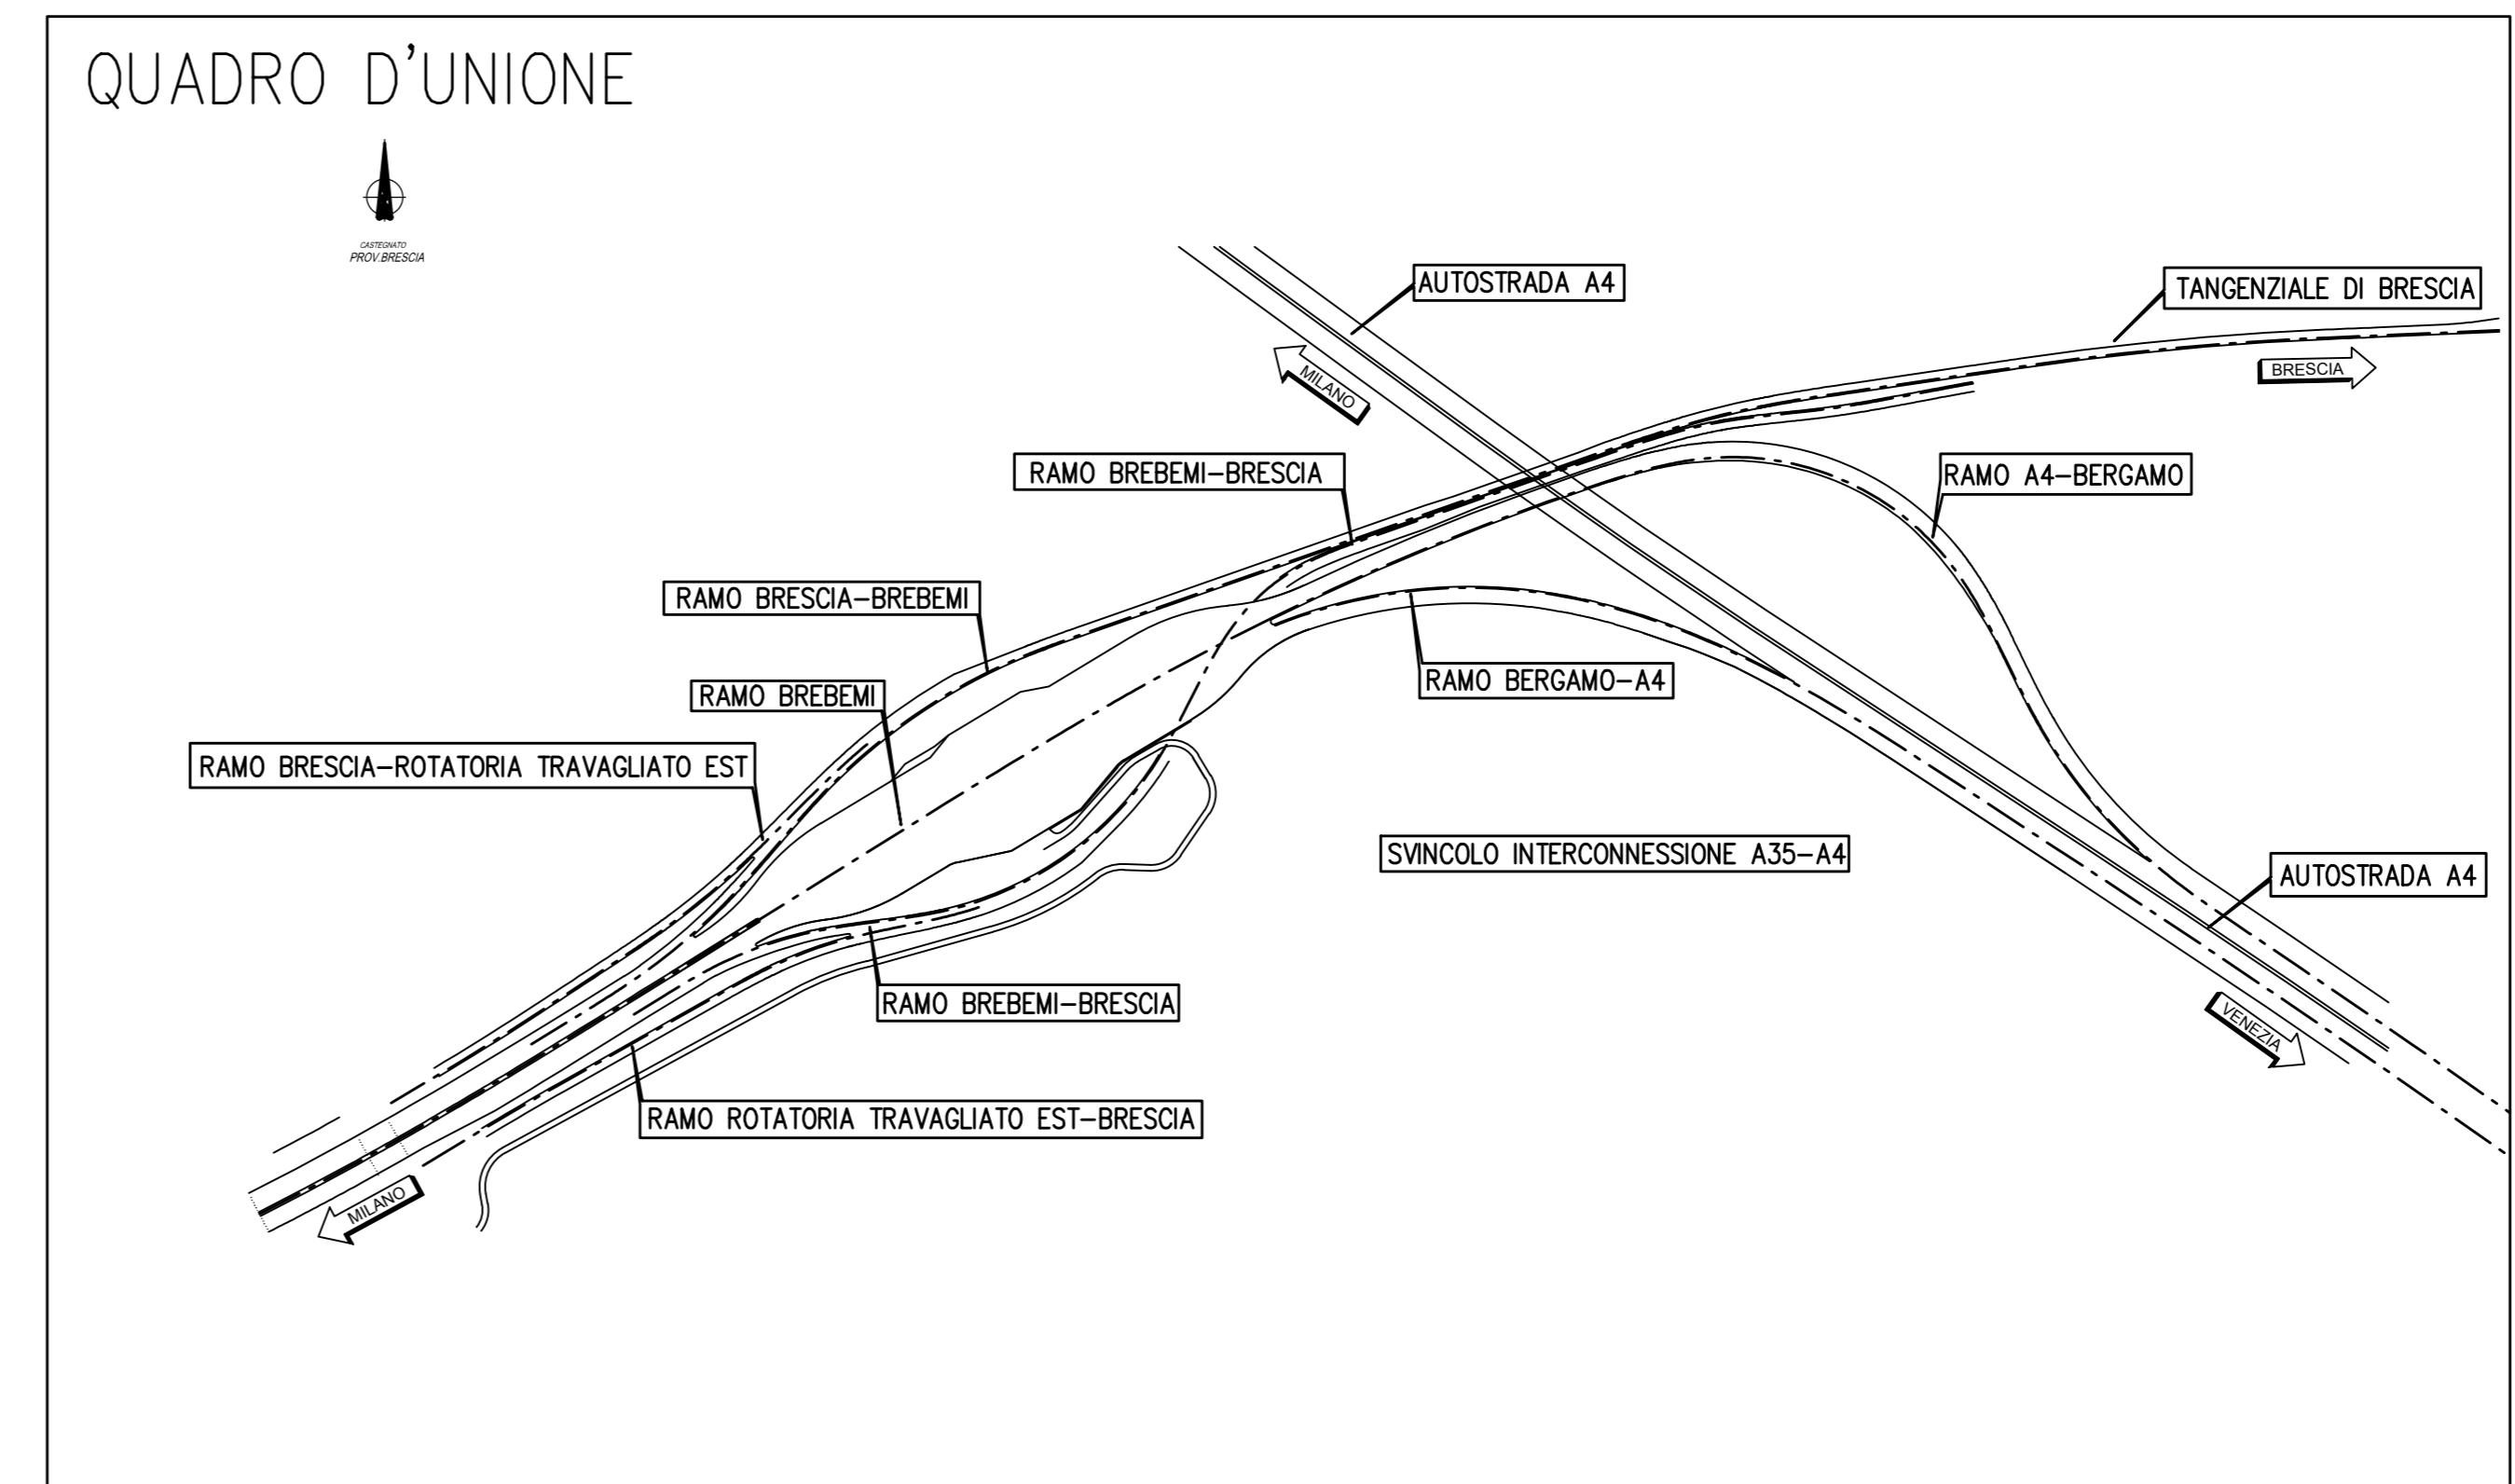 QUADRO D'UNIONE
CASTEGNATO
PROV.BRESCIA
AUTOSTRADA A4
TANGENZIALE DI BRESCIA
MILANO
BRESCIA
RAMO BREBEMI-BRESCIA
RAMO A4-BERGAMO
RAMO BRESCIA-BREBEMI
RAMO BERGAMO-A4
RAMO BREBEMI
RAMO BRESCIA-ROTATORIA TRAVAGLIATO EST
SVINCOLO INTERCONNESSIONE A35-A4
AUTOSTRADA A4
RAMO BREBEMI-BRESCIA
VENEZIA
RAMO ROTATORIA TRAVAGLIATO EST-BRESCIA
MILANO